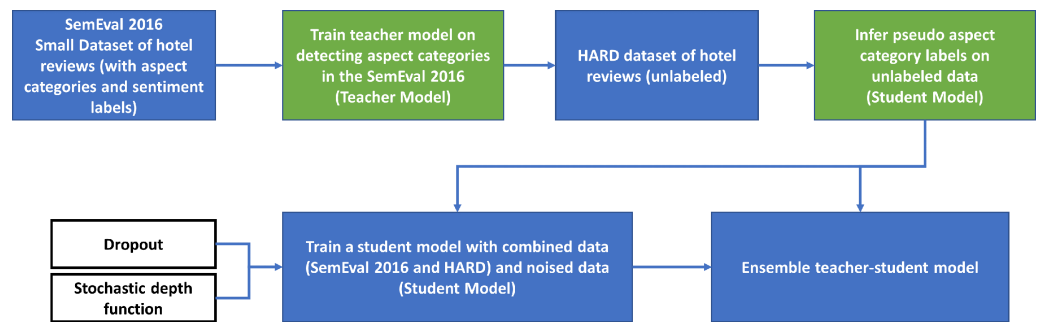 SemEval 2016
Small Dataset of hotel
reviews (with aspect
categories and sentiment
labels)
Train teacher model on
detecting aspect categories
in the SemEval 2016
(Teacher Model)
HARD dataset of hotel
reviews (unlabeled)
Infer pseudo aspect
category labels on
unlabeled data
(Student Model)
Dropout
Stochastic depth
function
Train a student model with combined data
(SemEval 2016 and HARD) and noised data
(Student Model)
Ensemble teacher-student model